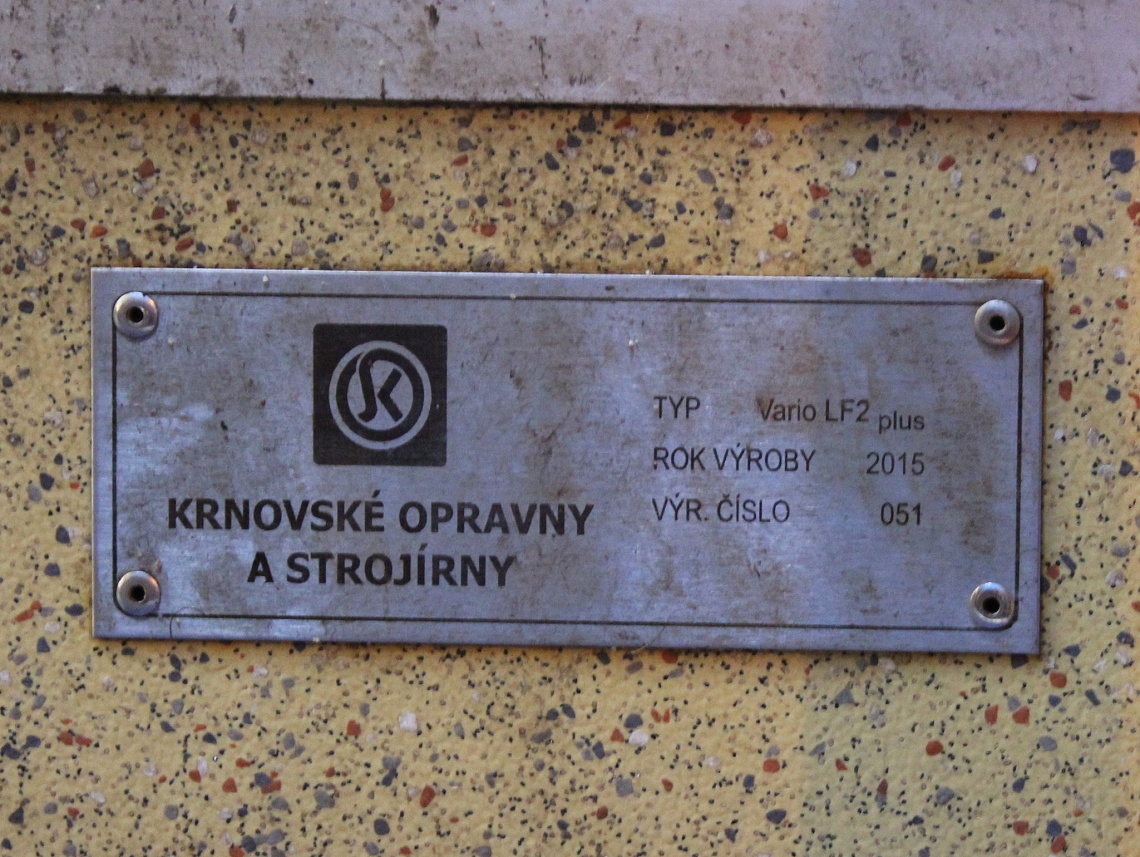 KRNOVSKÉ OPRAVNY
A STROJÍRNY
TYP Vario LF2 plus
ROK VÝROBY 2015
VÝR. ČÍSLO 051